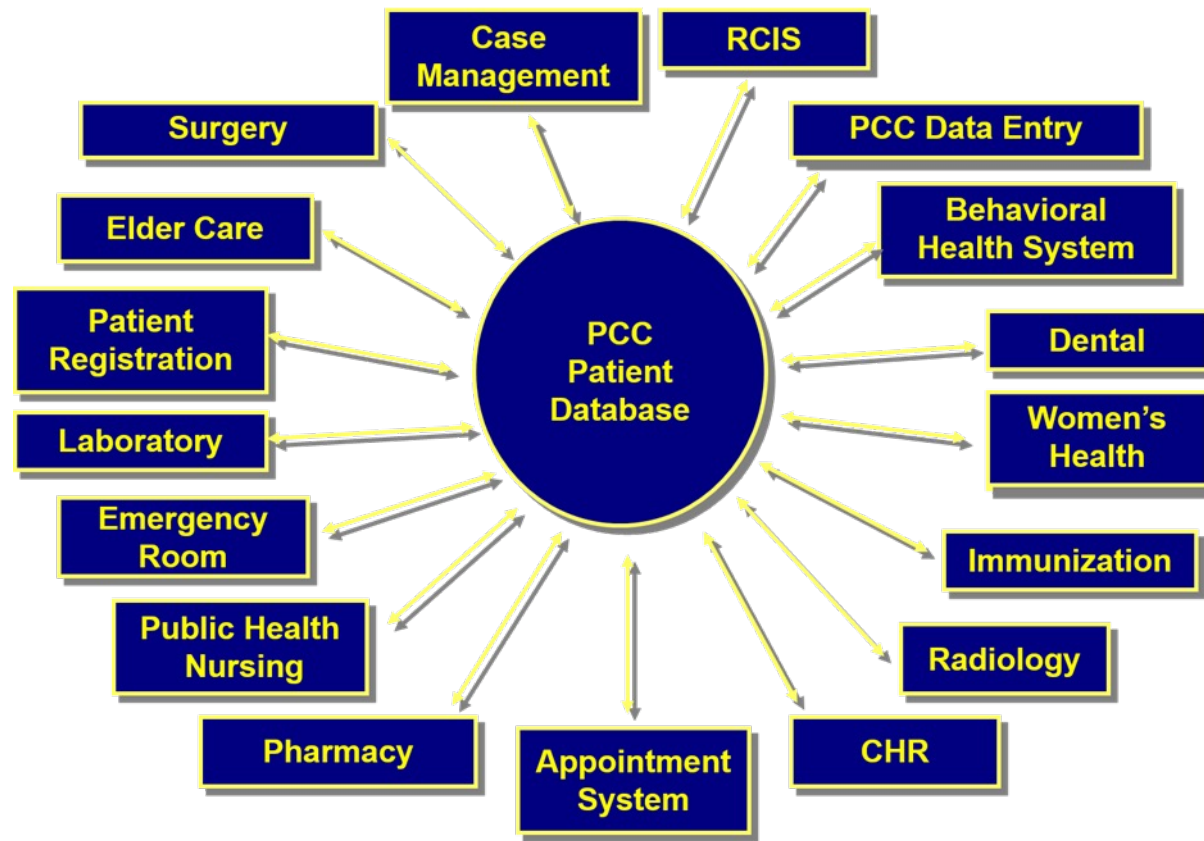 Case
Management
RCIS
Surgery
PCC Data Entry
Elder Care
Behavioral
Health System
Patient
Registration
PCC
Patient
Database
Dental
Laboratory
Women’s
Health
Emergency
Room
Immunization
Public Health
Nursing
Radiology
Pharmacy
Appointment
System
CHR